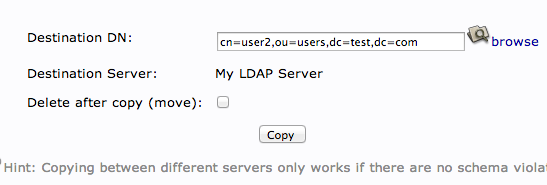 Destination DN: cn=user2,ou=users,dc=test,dc=com browse
Destination Server: My LDAP Server
Delete after copy (move):
Copy
Hint: Copying between different servers only works if there are no schema